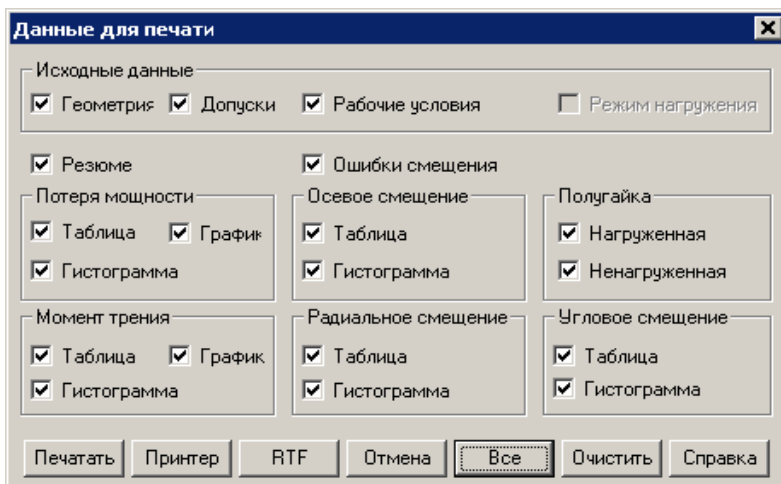 Данные для печати
Исходные данные
Геометрия Допуски Рабочие условия Режим нагружения
Резюме Ошибки смещения
Потеря мощности Осевое смещение Полугайка
Таблица График Таблица Нагруженная
Гистограмма Гистограмма Ненагруженная
Момент трения Радиальное смещение Угловое смещение
Таблица График Таблица Таблица
Гистограмма Гистограмма Гистограмма
Печатать Принтер RTF Отмена Все Очистить Справка